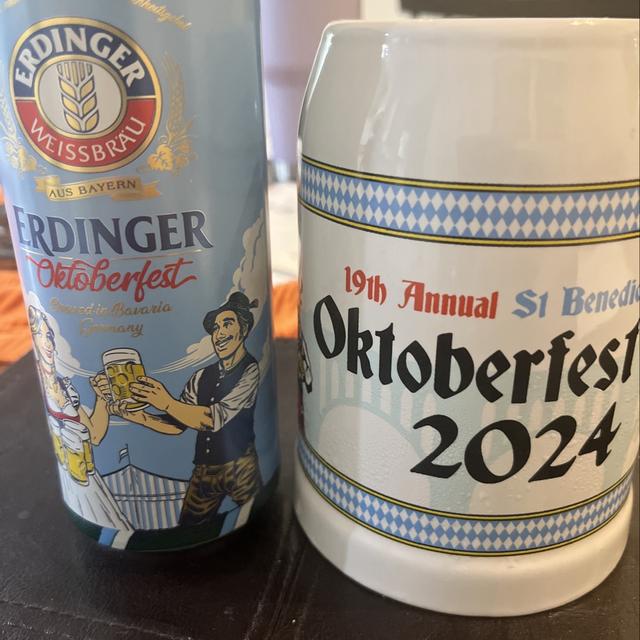 ERDINGER
WEISSBRÄU
AUS BAYERN
ERDINGER
Oktoberfest
Brewed in Bavaria
Germany
19th Annual St Benedic
Oktoberfest
2024